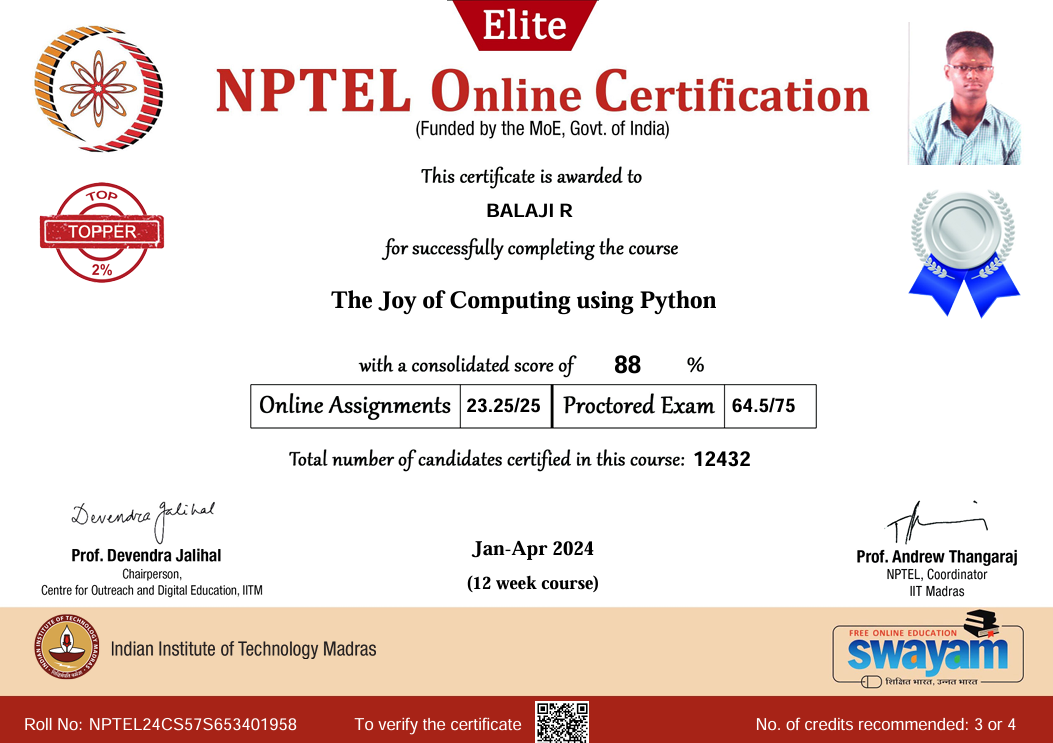 Elite
NPTEL Online Certification
(Funded by the MoE, Govt. of India)
This certificate is awarded to
BALAJI R
TOP
TOPPER
2%
for successfully completing the course
The Joy of Computing using Python
with a consolidated score of 88 %
Online Assignments 23.25/25 Proctored Exam 64.5/75
Total number of candidates certified in this course: 12432
Devendra Jalihal
Prof. Devendra Jalihal
Chairperson,
Centre for Outreach and Digital Education, IITM
Jan-Apr 2024
(12 week course)
Prof. Andrew Thangaraj
NPTEL, Coordinator
IIT Madras
INDIAN INSTITUTE OF TECHNOLOGY MADRAS
Indian Institute of Technology Madras
FREE ONLINE EDUCATION
swayam
शिक्षित भारत, उन्नत भारत
Roll No: NPTEL24CS57S653401958
To verify the certificate
No. of credits recommended: 3 or 4